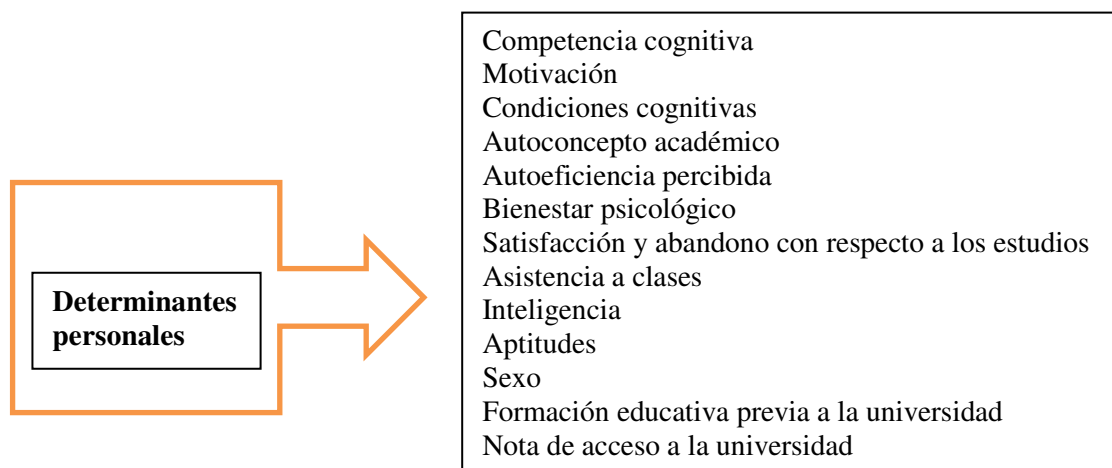 Determinantes
personales
Competencia cognitiva
Motivación
Condiciones cognitivas
Autoconcepto académico
Autoeficiencia percibida
Bienestar psicológico
Satisfacción y abandono con respecto a los estudios
Asistencia a clases
Inteligencia
Aptitudes
Sexo
Formación educativa previa a la universidad
Nota de acceso a la universidad